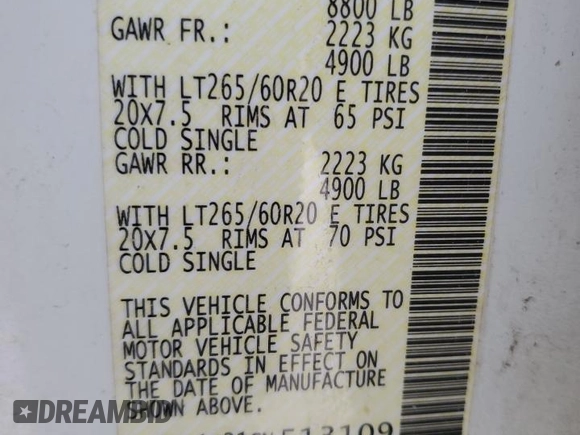 8800 LB
GAWR FR.: 2223 KG
4900 LB
WITH LT265/60R20 E TIRES
20X7.5 RIMS AT 65 PSI
COLD SINGLE
GAWR RR.: 2223 KG
4900 LB
WITH LT265/60R20 E TIRES
20X7.5 RIMS AT 70 PSI
COLD SINGLE
THIS VEHICLE CONFORMS TO
ALL APPLICABLE FEDERAL
MOTOR VEHICLE SAFETY
STANDARDS IN EFFECT ON
THE DATE OF MANUFACTURE
SHOWN ABOVE.
513109
DREAMBID